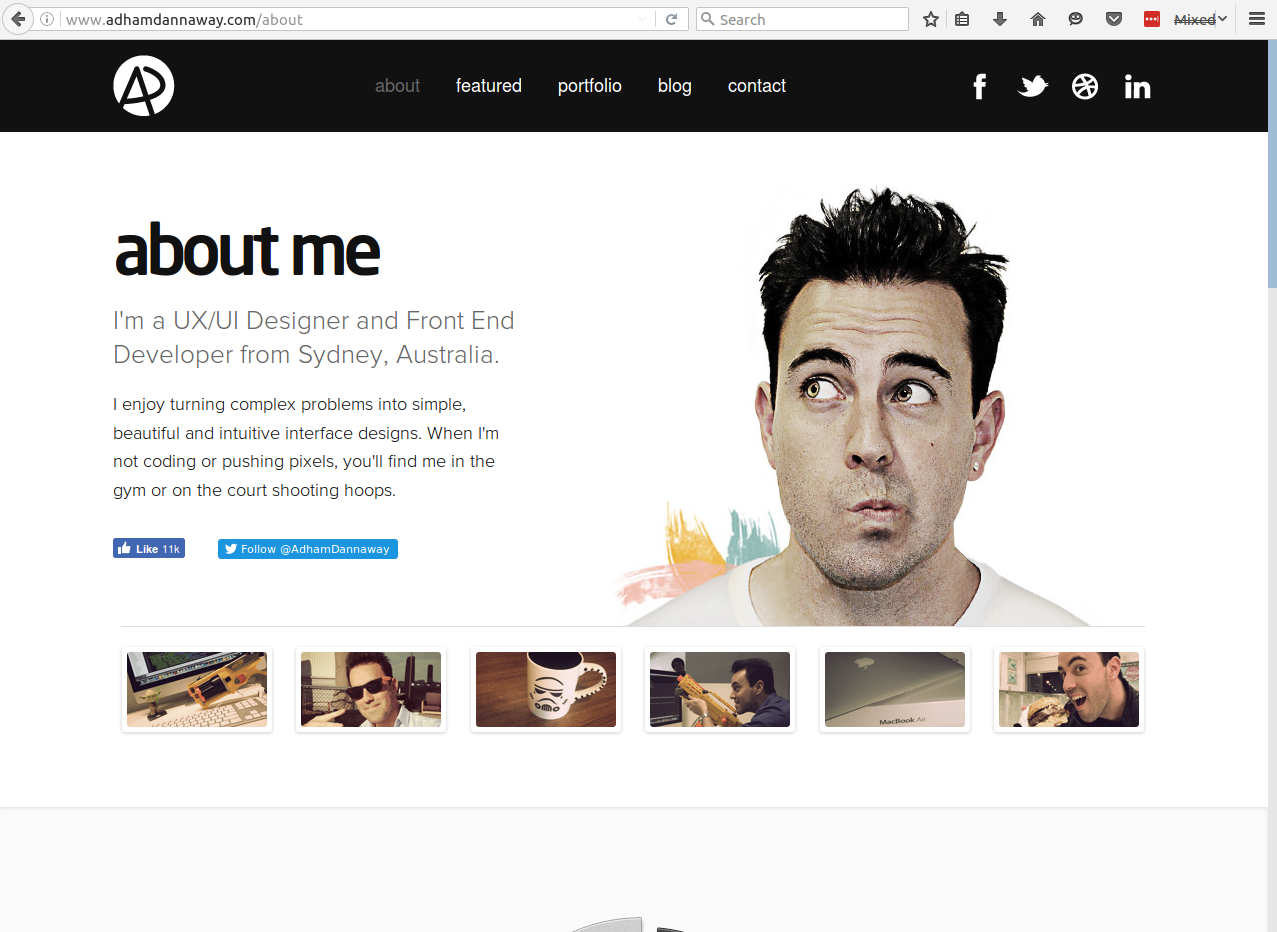 www.adhamdannaway.com/about
Search
Mixed
about featured portfolio blog contact
about me
I'm a UX/UI Designer and Front End
Developer from Sydney, Australia.
I enjoy turning complex problems into simple,
beautiful and intuitive interface designs. When I'm
not coding or pushing pixels, you'll find me in the
gym or on the court shooting hoops.
Like 11k
Follow @AdhamDannaway
MacBook Air